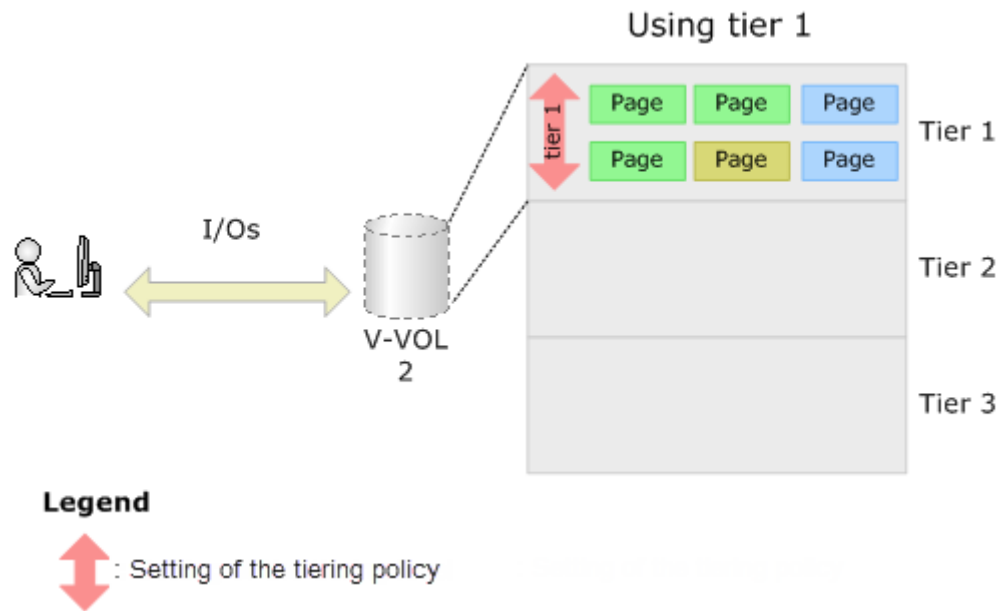 Using tier 1
tier 1
Page Page Page
Page Page Page
Tier 1
I/Os
Tier 2
V-VOL
2
Tier 3
Legend
: Setting of the tiering policy